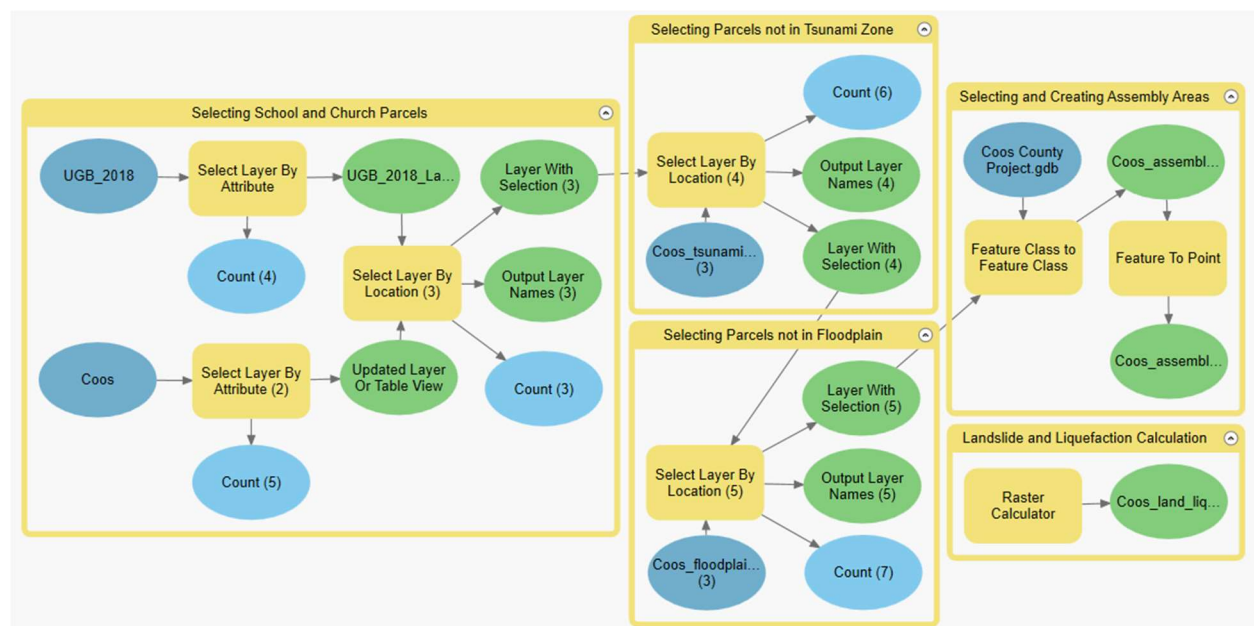 Selecting School and Church Parcels
UGB_2018
Select Layer By
Attribute
UGB_2018_La...
Layer With
Selection (3)
Count (4)
Select Layer By
Location (3)
Output Layer
Names (3)
Coos
Select Layer By
Attribute (2)
Updated Layer
Or Table View
Count (3)
Count (5)
Selecting Parcels not in Tsunami Zone
Count (6)
Select Layer By
Location (4)
Output Layer
Names (4)
Coos_tsunami...
(3)
Layer With
Selection (4)
Selecting Parcels not in Floodplain
Layer With
Selection (5)
Select Layer By
Location (5)
Output Layer
Names (5)
Coos_floodplai...
(3)
Count (7)
Selecting and Creating Assembly Areas
Coos County
Project.gdb
Coos_assembl...
Feature Class to
Feature Class
Feature To Point
Coos_assembl...
Landslide and Liquefaction Calculation
Raster
Calculator
Coos_land_liq...